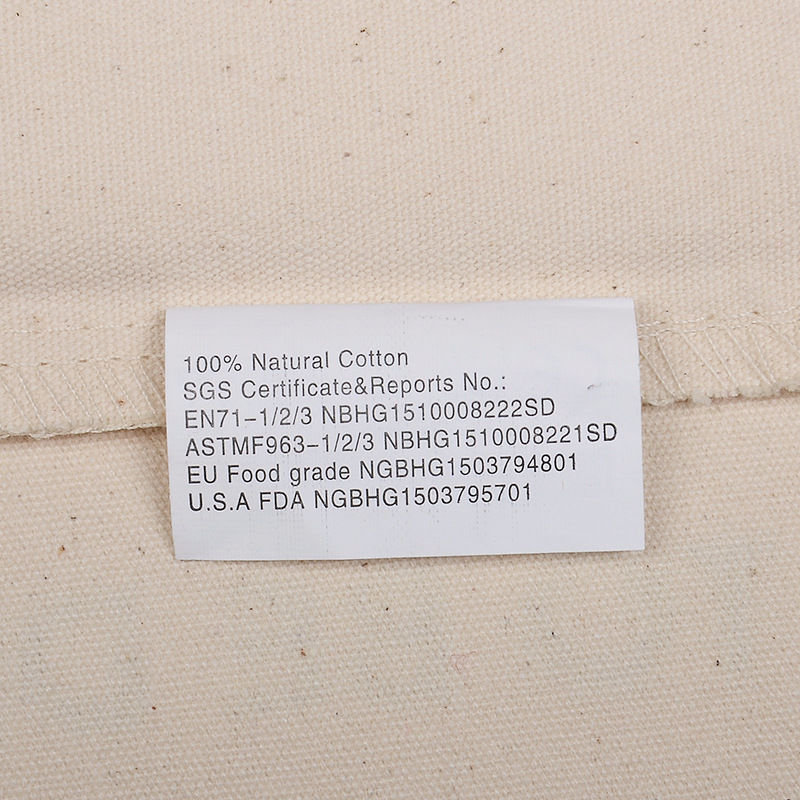 100% Natural Cotton
SGS Certificate&Reports No.:
EN71-1/2/3 NBHG1510008222SD
ASTMF963-1/2/3 NBHG1510008221SD
EU Food grade NGBHG1503794801
U.S.A FDA NGBHG1503795701